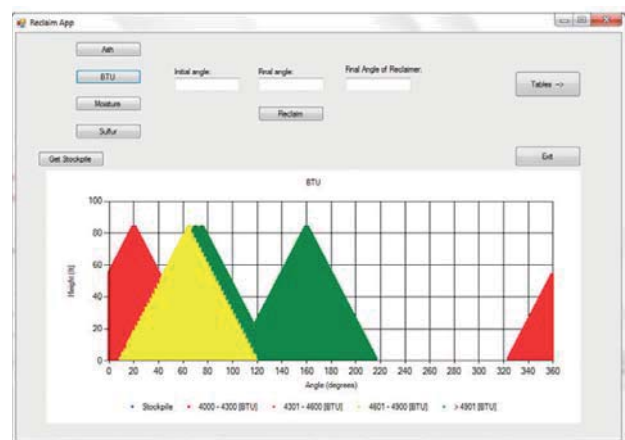 Reclaim App
Ash
BTU
Moisture
Sulfur
Get Stockpile
Initial angle:
Final angle:
Final Angle of Reclaimer:
Reclaim
Tables -->
Exit
BTU
Height [ft]
100
80
60
40
20
0
0 20 40 60 80 100 120 140 160 180 200 220 240 260 280 300 320 340 360
Angle (degrees)
Stockpile 4000 - 4300 [BTU] 4301 - 4600 [BTU] 4601 - 4900 [BTU] > 4901 [BTU]